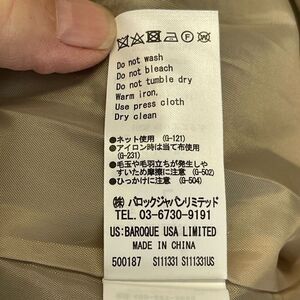 Do not wash
Do not bleach
Do not tumble dry
Warm iron,
Use press cloth
Dry clean
●ネット使用 (G-121)
●アイロン時は当て布使用
(G-231)
●毛玉や毛羽立ちが発生しや
すいため摩擦に注意 (G-502)
●ひっかけに注意 (G-504)
㈱ バロックジャパンリミテッド
TEL. 03-6730-9191
US:BAROQUE USA LIMITED
MADE IN CHINA
500187 S111331 S111331US